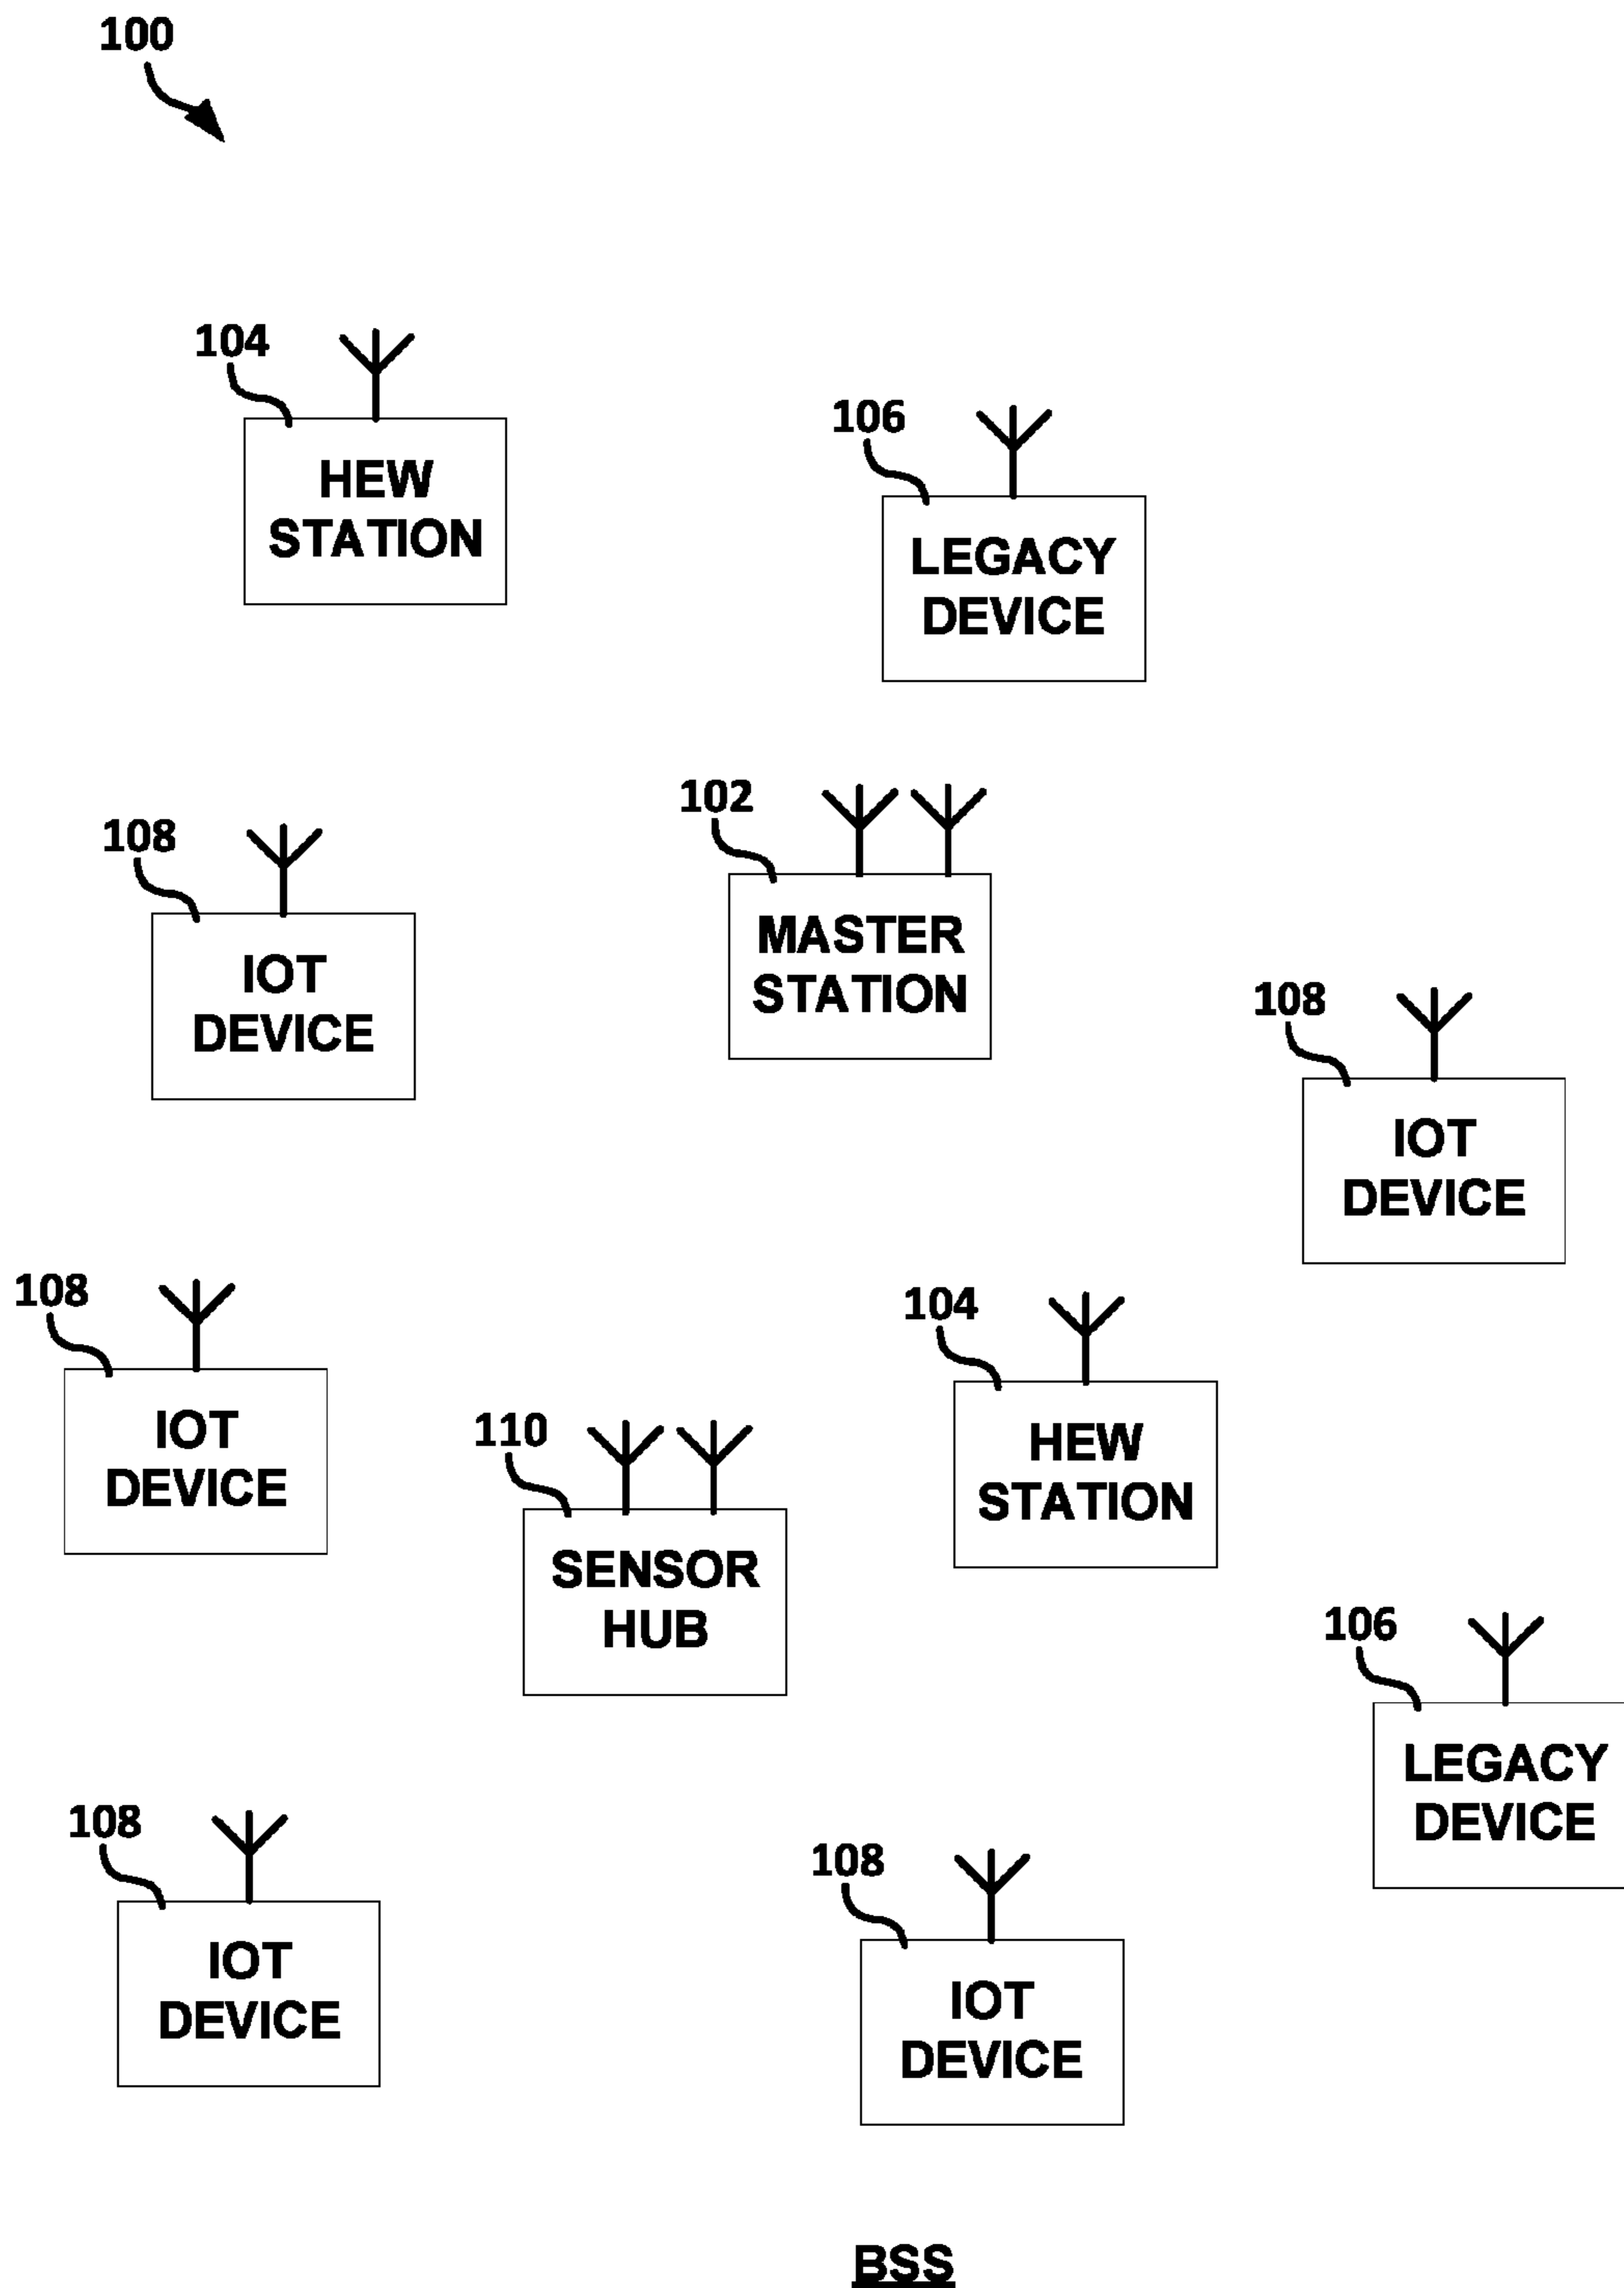 100
104
HEW
STATION
106
LEGACY
DEVICE
102
MASTER
STATION
108
IOT
DEVICE
108
IOT
DEVICE
108
IOT
DEVICE
104
HEW
STATION
110
SENSOR
HUB
106
LEGACY
DEVICE
108
IOT
DEVICE
108
IOT
DEVICE
BSS